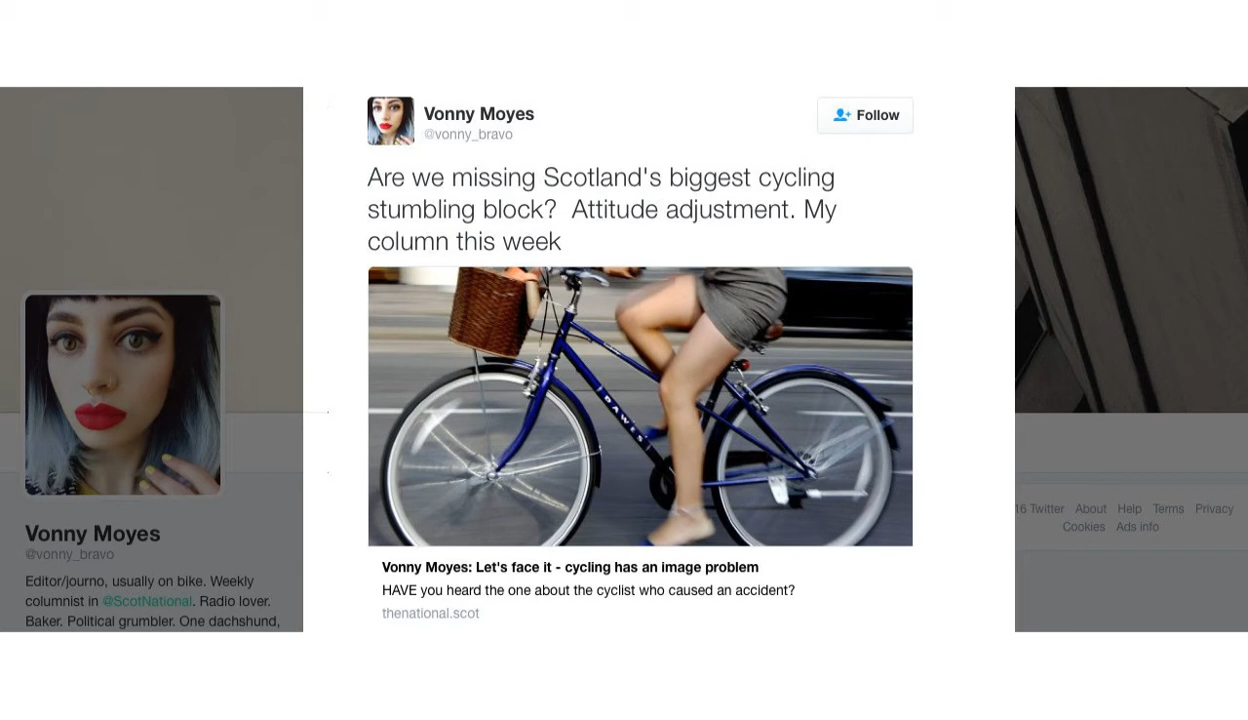 Vonny Moyes
@vonny_bravo
Follow
Are we missing Scotland's biggest cycling
stumbling block?  Attitude adjustment. My
column this week
DAWES
Vonny Moyes: Let's face it - cycling has an image problem
HAVE you heard the one about the cyclist who caused an accident?
thenational.scot
Vonny Moyes
@vonny_bravo
Editor/journo, usually on bike. Weekly
columnist in @ScotNational. Radio lover.
Baker. Political grumbler. One dachshund,
16 Twitter About Help Terms Privacy
Cookies Ads info